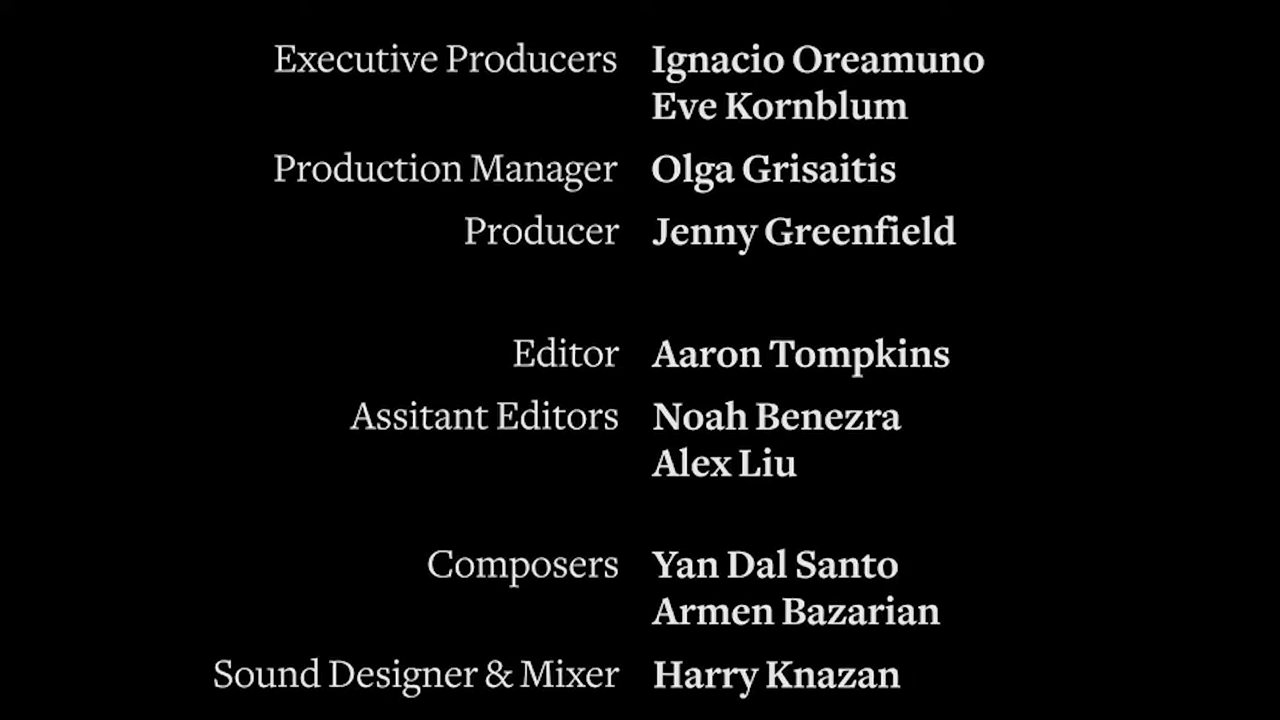 Executive Producers Ignacio Oreamuno
Eve Kornblum
Production Manager Olga Grisaitis
Producer Jenny Greenfield
Editor Aaron Tompkins
Assitant Editors Noah Benezra
Alex Liu
Composers Yan Dal Santo
Armen Bazarian
Sound Designer & Mixer Harry Knazan